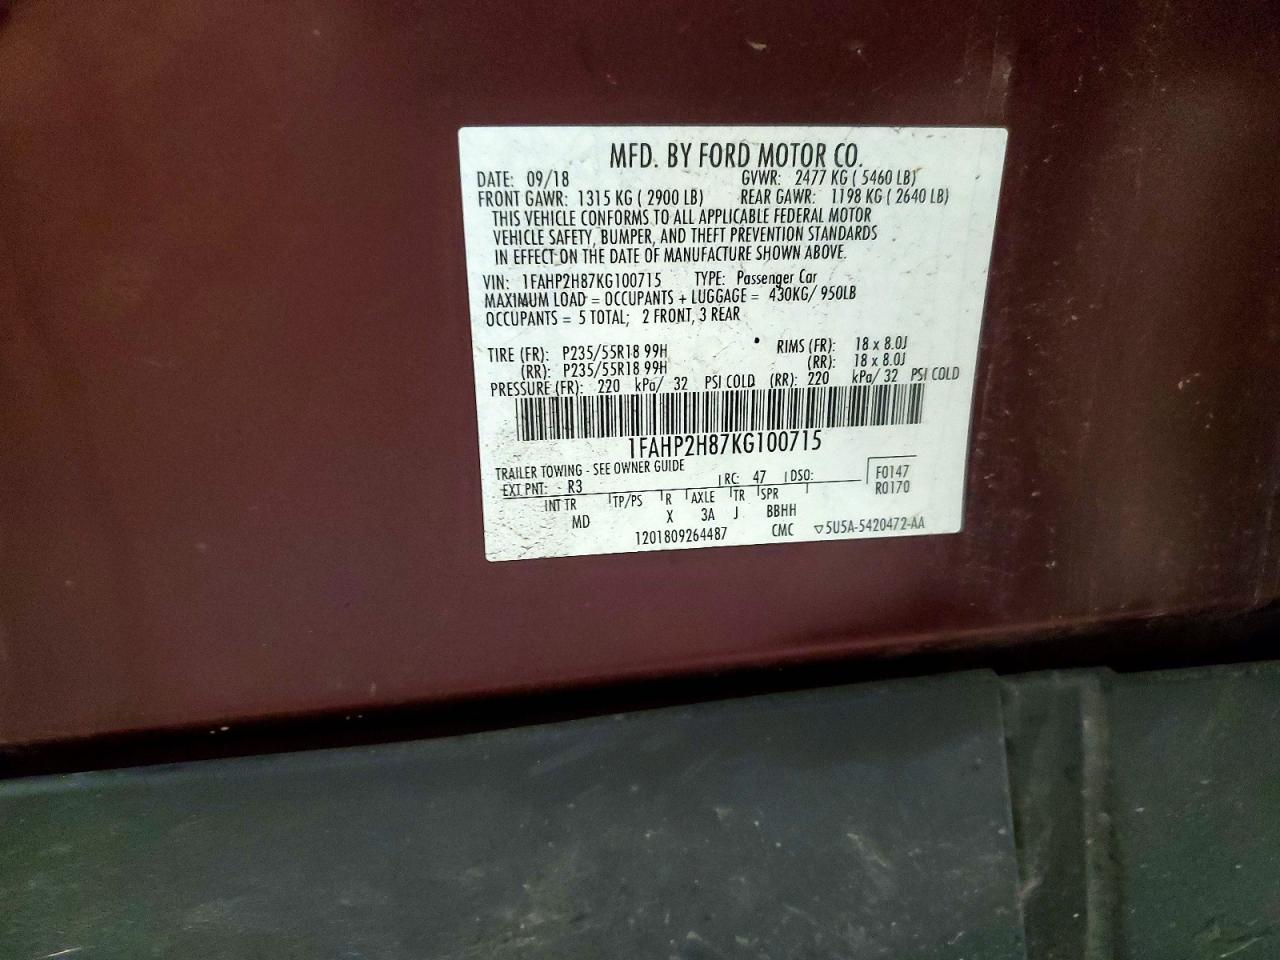 MFD. BY FORD MOTOR CO.
DATE: 09/18 GVWR: 2477 KG ( 5460 LB)
FRONT GAWR: 1315 KG ( 2900 LB) REAR GAWR: 1198 KG ( 2640 LB)
THIS VEHICLE CONFORMS TO ALL APPLICABLE FEDERAL MOTOR
VEHICLE SAFETY, BUMPER, AND THEFT PREVENTION STANDARDS
IN EFFECT ON THE DATE OF MANUFACTURE SHOWN ABOVE.
VIN: 1FAHP2H87KG100715 TYPE: Passenger Car
MAXIMUM LOAD = OCCUPANTS + LUGGAGE = 430KG/ 950LB
OCCUPANTS = 5 TOTAL; 2 FRONT, 3 REAR
TIRE (FR): P235/55R18 99H RIMS (FR): 18 x 8.0J
(RR): P235/55R18 99H (RR): 18 x 8.0J
PRESSURE (FR): 220 kPa/ 32 PSI COLD (RR): 220 kPa/ 32 PSI COLD
1FAHP2H87KG100715
TRAILER TOWING - SEE OWNER GUIDE
EXT PNT: R3 RC: 47 DSO: F0147
R0170
INT TR TP/PS R AXLE TR SPR
MD X 3A J BBHH
1201809264487 CMC ▽5U5A-5420472-AA